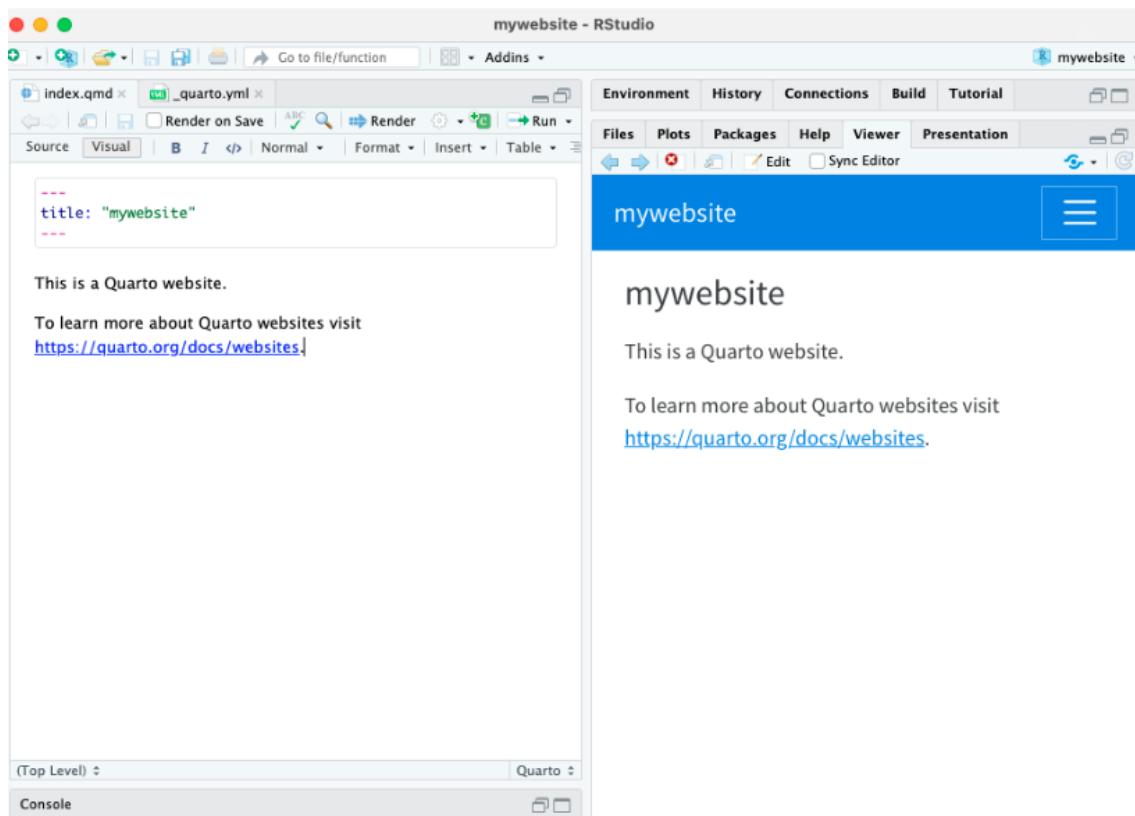 mywebsite - RStudio
Go to file/function
Addins
mywebsite
index.qmd
_quarto.yml
Render on Save
ABC
Render
Run
Source
Visual
B
I
</>
Normal
Format
Insert
Table
---
title: "mywebsite"
---
This is a Quarto website.
To learn more about Quarto websites visit
https://quarto.org/docs/websites.
(Top Level)
Quarto
Console
Environment
History
Connections
Build
Tutorial
Files
Plots
Packages
Help
Viewer
Presentation
Edit
Sync Editor
mywebsite
mywebsite
This is a Quarto website.
To learn more about Quarto websites visit
https://quarto.org/docs/websites.